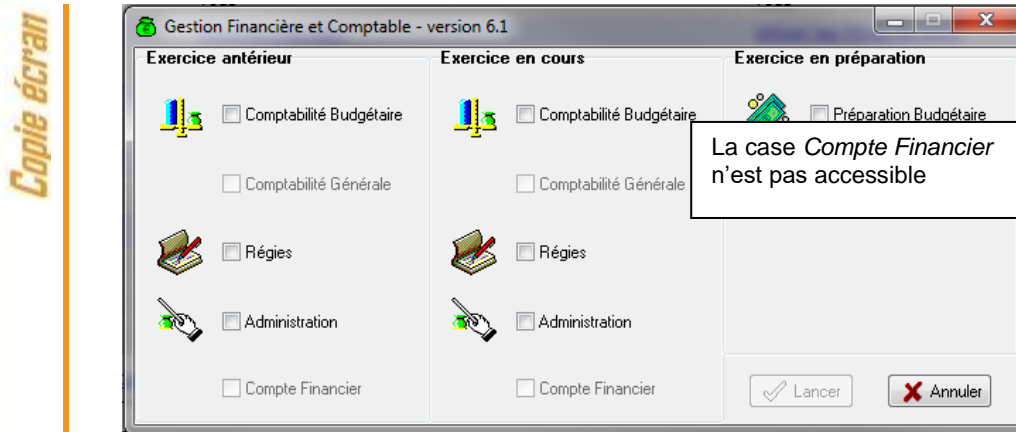 Copie écran
Gestion Financière et Comptable - version 6.1
Exercice antérieur
Comptabilité Budgétaire
Comptabilité Générale
Régies
Administration
Compte Financier
Exercice en cours
Comptabilité Budgétaire
Comptabilité Générale
Régies
Administration
Compte Financier
Exercice en préparation
Préparation Budgétaire
La case Compte Financier
n'est pas accessible
Lancer
Annuler